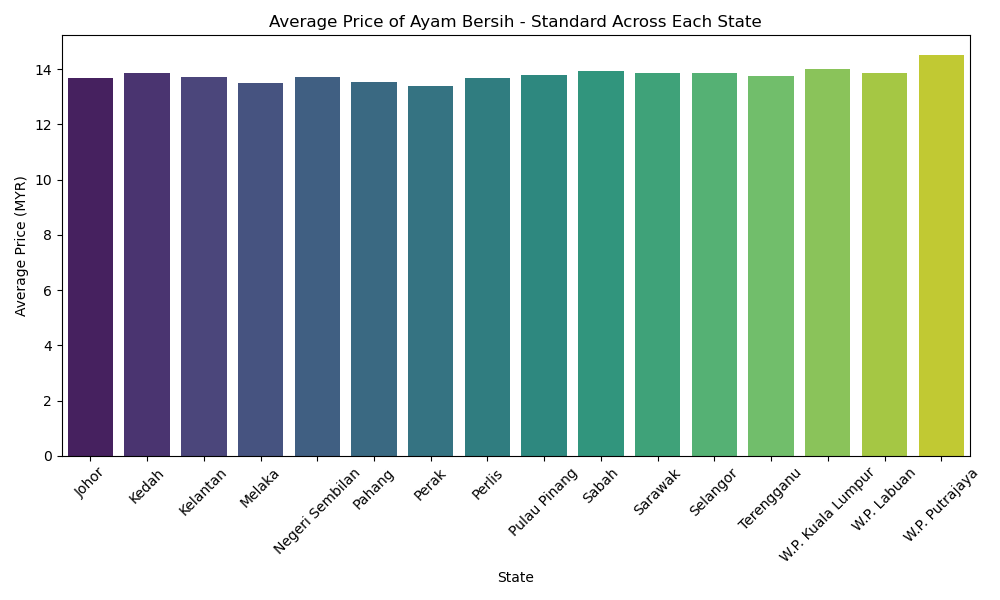 Average Price of Ayam Bersih - Standard Across Each State
Average Price (MYR)
14
12
10
8
6
4
2
0
Johor
Kedah
Kelantan
Melaka
Negeri Sembilan
Pahang
Perak
Perlis
Pulau Pinang
Sabah
Sarawak
Selangor
Terengganu
W.P. Kuala Lumpur
W.P. Labuan
W.P. Putrajaya
State